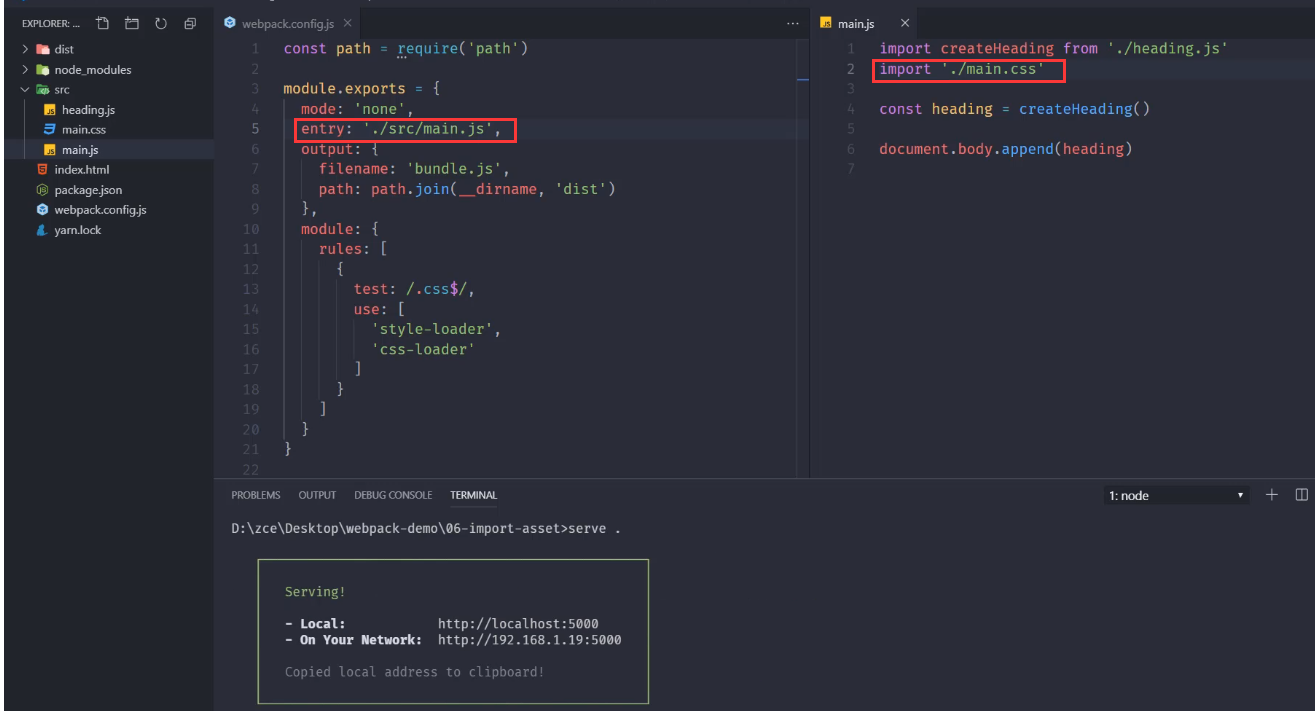 EXPLORER: ...
dist
node_modules
src
heading.js
main.css
main.js
index.html
package.json
webpack.config.js
yarn.lock
webpack.config.js
1 const path = require('path')
2
3 module.exports = {
4 mode: 'none',
5 entry: './src/main.js',
6 output: {
7 filename: 'bundle.js',
8 path: path.join(__dirname, 'dist')
9 },
10 module: {
11 rules: [
12 {
13 test: /.css$/,
14 use: [
15 'style-loader',
16 'css-loader'
17 ]
18 }
19 ]
20 }
21 }
22
main.js
1 import createHeading from './heading.js'
2 import './main.css'
3
4 const heading = createHeading()
5
6 document.body.append(heading)
7
PROBLEMS OUTPUT DEBUG CONSOLE TERMINAL
1: node
D:\zce\Desktop\webpack-demo\06-import-asset>serve .
Serving!
- Local: http://localhost:5000
- On Your Network: http://192.168.1.19:5000
Copied local address to clipboard!